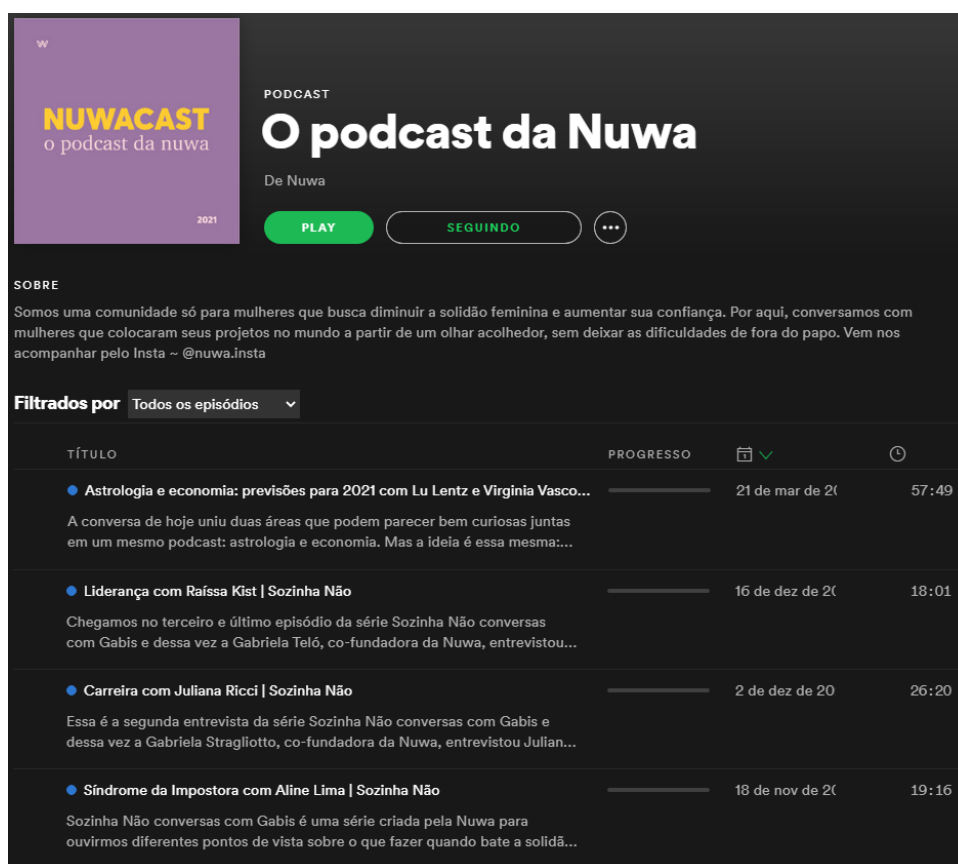 W
NUWACAST
o podcast da nuwa
2021
PODCAST
O podcast da Nuwa
De Nuwa
PLAY
SEGUINDO
SOBRE
Somos uma comunidade só para mulheres que busca diminuir a solidão feminina e aumentar sua confiança. Por aqui, conversamos com
mulheres que colocaram seus projetos no mundo a partir de um olhar acolhedor, sem deixar as dificuldades de fora do papo. Vem nos
acompanhar pelo Insta ~ @nuwa.insta
Filtrados por Todos os episódios
TÍTULO PROGRESSO
Astrologia e economia: previsões para 2021 com Lu Lentz e Virginia Vasco... 21 de mar de 20 57:49
A conversa de hoje uniu duas áreas que podem parecer bem curiosas juntas
em um mesmo podcast: astrologia e economia. Mas a ideia é essa mesma:...
Liderança com Raíssa Kist | Sozinha Não 16 de dez de 20 18:01
Chegamos no terceiro e último episódio da série Sozinha Não conversas
com Gabis e dessa vez a Gabriela Teló, co-fundadora da Nuwa, entrevistou...
Carreira com Juliana Ricci | Sozinha Não 2 de dez de 20 26:20
Essa é a segunda entrevista da série Sozinha Não conversas com Gabis e
dessa vez a Gabriela Stragliotto, co-fundadora da Nuwa, entrevistou Julian...
Síndrome da Impostora com Aline Lima | Sozinha Não 18 de nov de 20 19:16
Sozinha Não conversas com Gabis é uma série criada pela Nuwa para
ouvirmos diferentes pontos de vista sobre o que fazer quando bate a solidã...